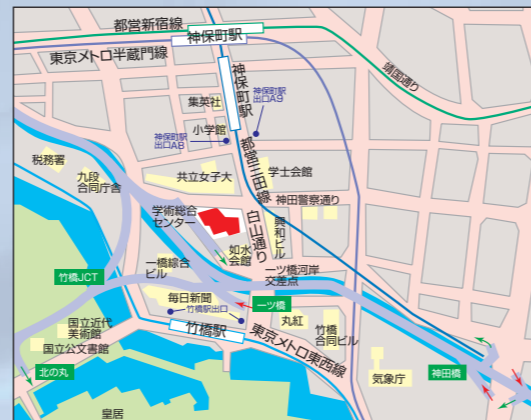 都営新宿線
神保町駅
東京メトロ半蔵門線
靖国通り
神保町駅
集英社
神保町駅
出口A9
小学館
神保町駅
出口A8
都営三田線
学士会館
税務署
九段
合同庁舎
共立女子大
神田警察通り
学術総合
センター
白山通り
興和ビル
如水
会館
一橋総合
ビル
一ツ橋河岸
交差点
竹橋JCT
毎日新聞
竹橋駅出口
一ツ橋
竹橋駅
東京メトロ東西線
丸紅
竹橋
合同ビル
国立近代
美術館
国立公文書館
北の丸
気象庁
神田橋
皇居